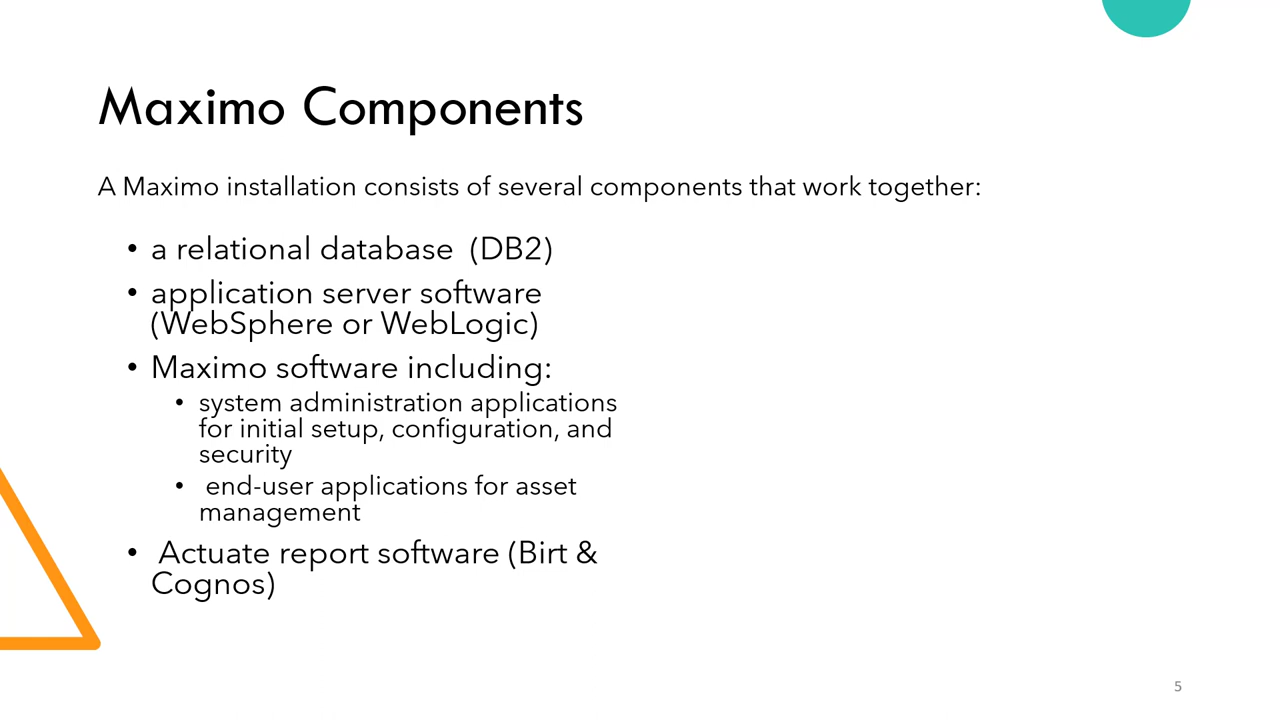 Maximo Components
A Maximo installation consists of several components that work together:
• a relational database  (DB2)
• application server software
(WebSphere or WebLogic)
• Maximo software including:
• system administration applications
for initial setup, configuration, and
security
•  end-user applications for asset
management
•  Actuate report software (Birt &
Cognos)
5